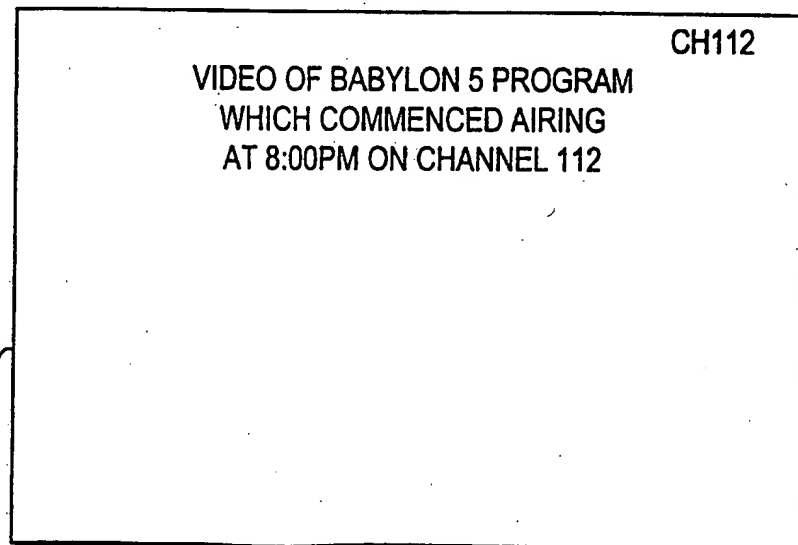 CH112
VIDEO OF BABYLON 5 PROGRAM
WHICH COMMENCED AIRING
AT 8:00PM ON CHANNEL 112